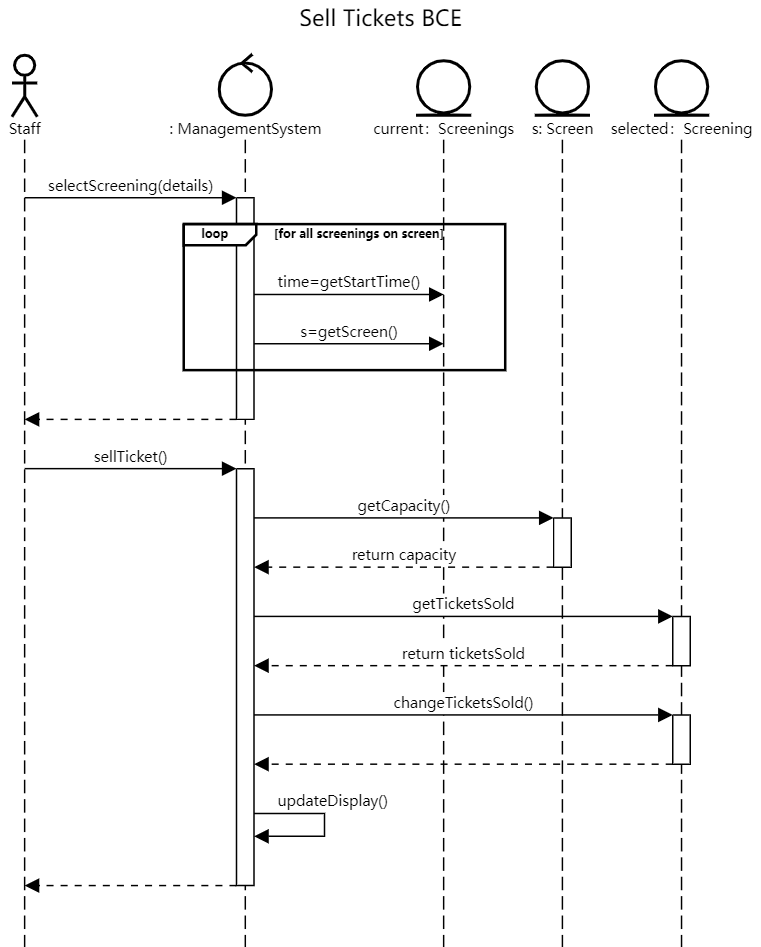 Sell Tickets BCE
Staff
: ManagementSystem
current: Screenings
s: Screen
selected: Screening
selectScreening(details)
loop
[for all screenings on screen]
time=getStartTime()
s=getScreen()
sellTicket()
getCapacity()
return capacity
getTicketsSold
return ticketsSold
changeTicketsSold()
updateDisplay()